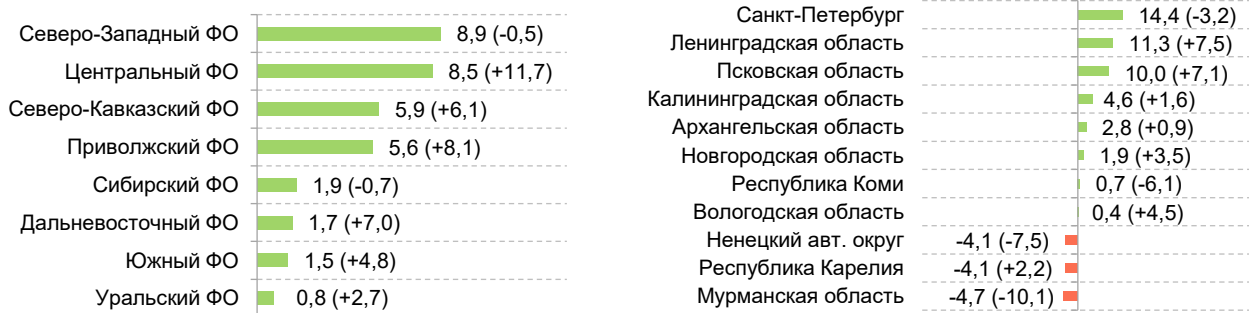 Северо-Западный ФО 8,9 (-0,5)
Центральный ФО 8,5 (+11,7)
Северо-Кавказский ФО 5,9 (+6,1)
Приволжский ФО 5,6 (+8,1)
Сибирский ФО 1,9 (-0,7)
Дальневосточный ФО 1,7 (+7,0)
Южный ФО 1,5 (+4,8)
Уральский ФО 0,8 (+2,7)
Санкт-Петербург 14,4 (-3,2)
Ленинградская область 11,3 (+7,5)
Псковская область 10,0 (+7,1)
Калининградская область 4,6 (+1,6)
Архангельская область 2,8 (+0,9)
Новгородская область 1,9 (+3,5)
Республика Коми 0,7 (-6,1)
Вологодская область 0,4 (+4,5)
Ненецкий авт. округ -4,1 (-7,5)
Республика Карелия -4,1 (+2,2)
Мурманская область -4,7 (-10,1)